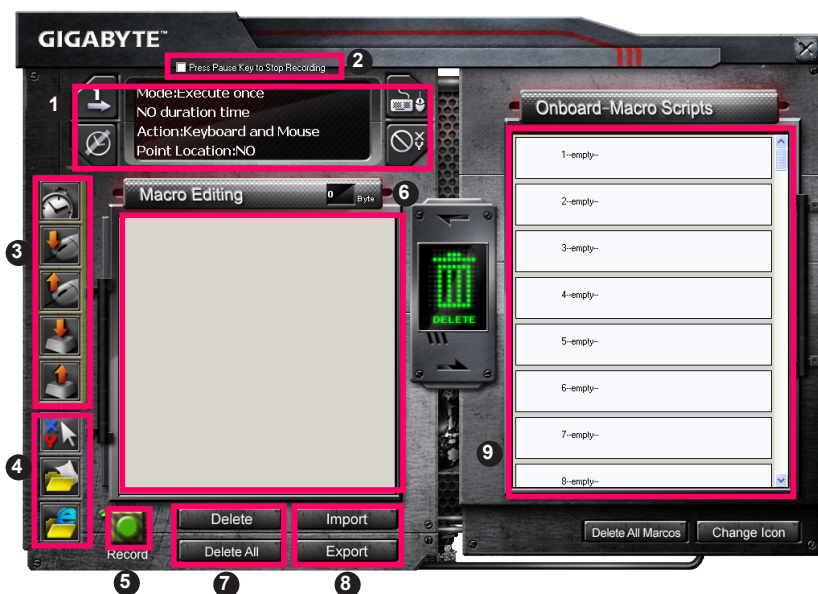 GIGABYTE™
2
Press Pause Key to Stop Recording
1
1
Mode:Execute once
NO duration time
Action:Keyboard and Mouse
Point Location:NO
X
Y
Onboard-Macro Scripts
Macro Editing
0 Byte
6
3
DELETE
1--empty--
2--empty--
3--empty--
4--empty--
5--empty--
6--empty--
7--empty--
8--empty--
9
4
X
Y
Record
Delete
Import
Delete All
Export
Delete All Marcos
Change Icon
5
7
8